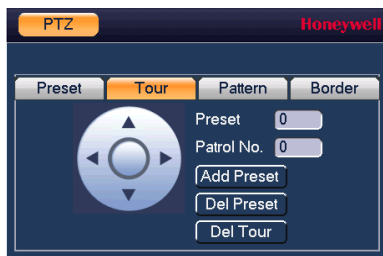 PTZ Honeywell
Preset Tour Pattern Border
Preset 0
Patrol No. 0
Add Preset
Del Preset
Del Tour